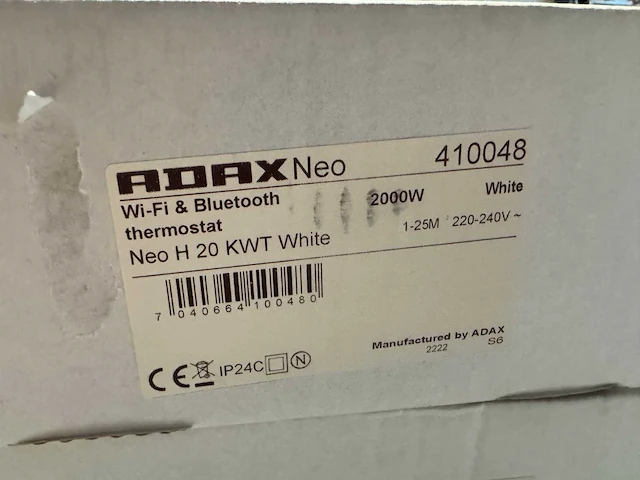 ADAX Neo 410048
Wi-Fi & Bluetooth thermostat 2000W White
Neo H 20 KWT White 1-25M 220-240V ~
7 040664 100480
Manufactured by ADAX
2222 S6
CE IP24C N